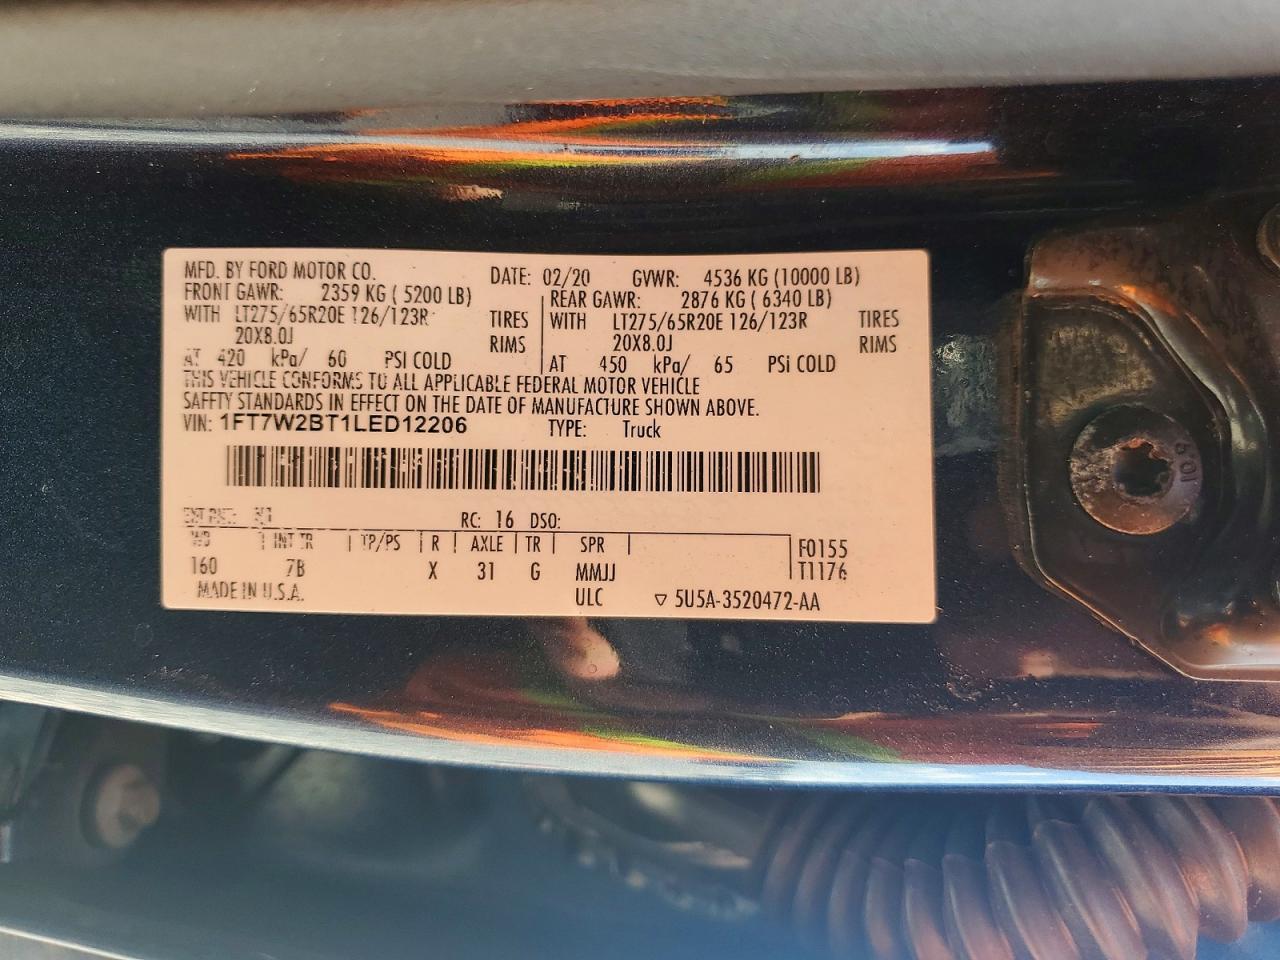 MFD. BY FORD MOTOR CO. DATE: 02/20 GVWR: 4536 KG (10000 LB)
FRONT GAWR: 2359 KG ( 5200 LB) REAR GAWR: 2876 KG ( 6340 LB)
WITH LT275/65R20E 126/123R TIRES WITH LT275/65R20E 126/123R TIRES
20X8.0J RIMS 20X8.0J RIMS
AT 420 kPa/ 60 PSI COLD AT 450 kPa/ 65 PSi COLD
THIS VEHICLE CONFORMS TO ALL APPLICABLE FEDERAL MOTOR VEHICLE
SAFTY STANDARDS IN EFFECT ON THE DATE OF MANUFACTURE SHOWN ABOVE.
VIN: 1FT7W2BT1LED12206 TYPE: Truck
EXT PNT: RC: 16 DSO:
WB INT TR TP/PS R AXLE TR SPR F0155
160 7B X 31 G MMJJ T1176
MADE IN U.S.A. ULC ▽ 5U5A-3520472-AA
10.9